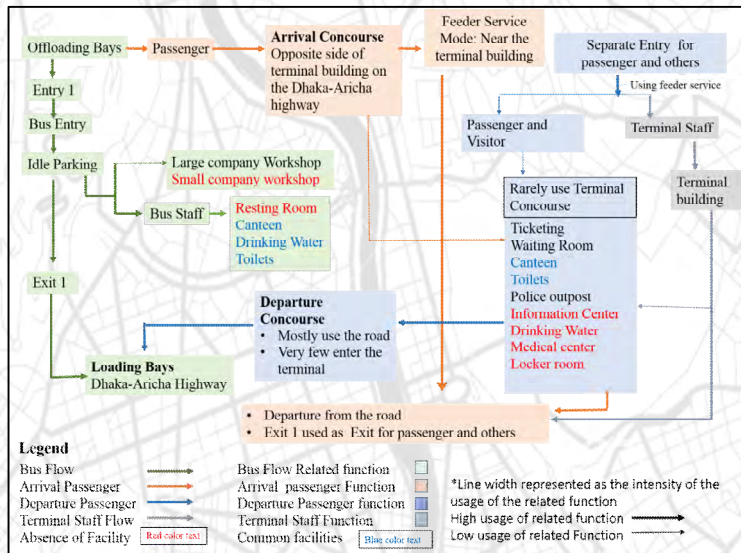 Offloading Bays
Passenger
Arrival Concourse
Opposite side of
terminal building on
the Dhaka-Aricha
highway
Feeder Service
Mode: Near the
terminal building
Separate Entry for
passenger and others
Using feeder service
Entry 1
Bus Entry
Idle Parking
Large company Workshop
Small company workshop
Bus Staff
Resting Room
Canteen
Drinking Water
Toilets
Exit 1
Passenger and
Visitor
Terminal Staff
Terminal
building
Rarely use Terminal
Concourse
Ticketing
Waiting Room
Canteen
Toilets
Police outpost
Information Center
Drinking Water
Medical center
Locker room
Departure
Concourse
• Mostly use the road
• Very few enter the
terminal
Loading Bays
Dhaka-Aricha Highway
• Departure from the road
• Exit 1 used as Exit for passenger and others
Legend
Bus Flow
Arrival Passenger
Departure Passenger
Terminal Staff Flow
Absence of Facility
Red color text
Bus Flow Related function
Arrival passenger Function
Departure Passenger function
Terminal Staff Function
Common facilities
Blue color text
*Line width represented as the intensity of the
usage of the related function
High usage of related function
Low usage of related Function